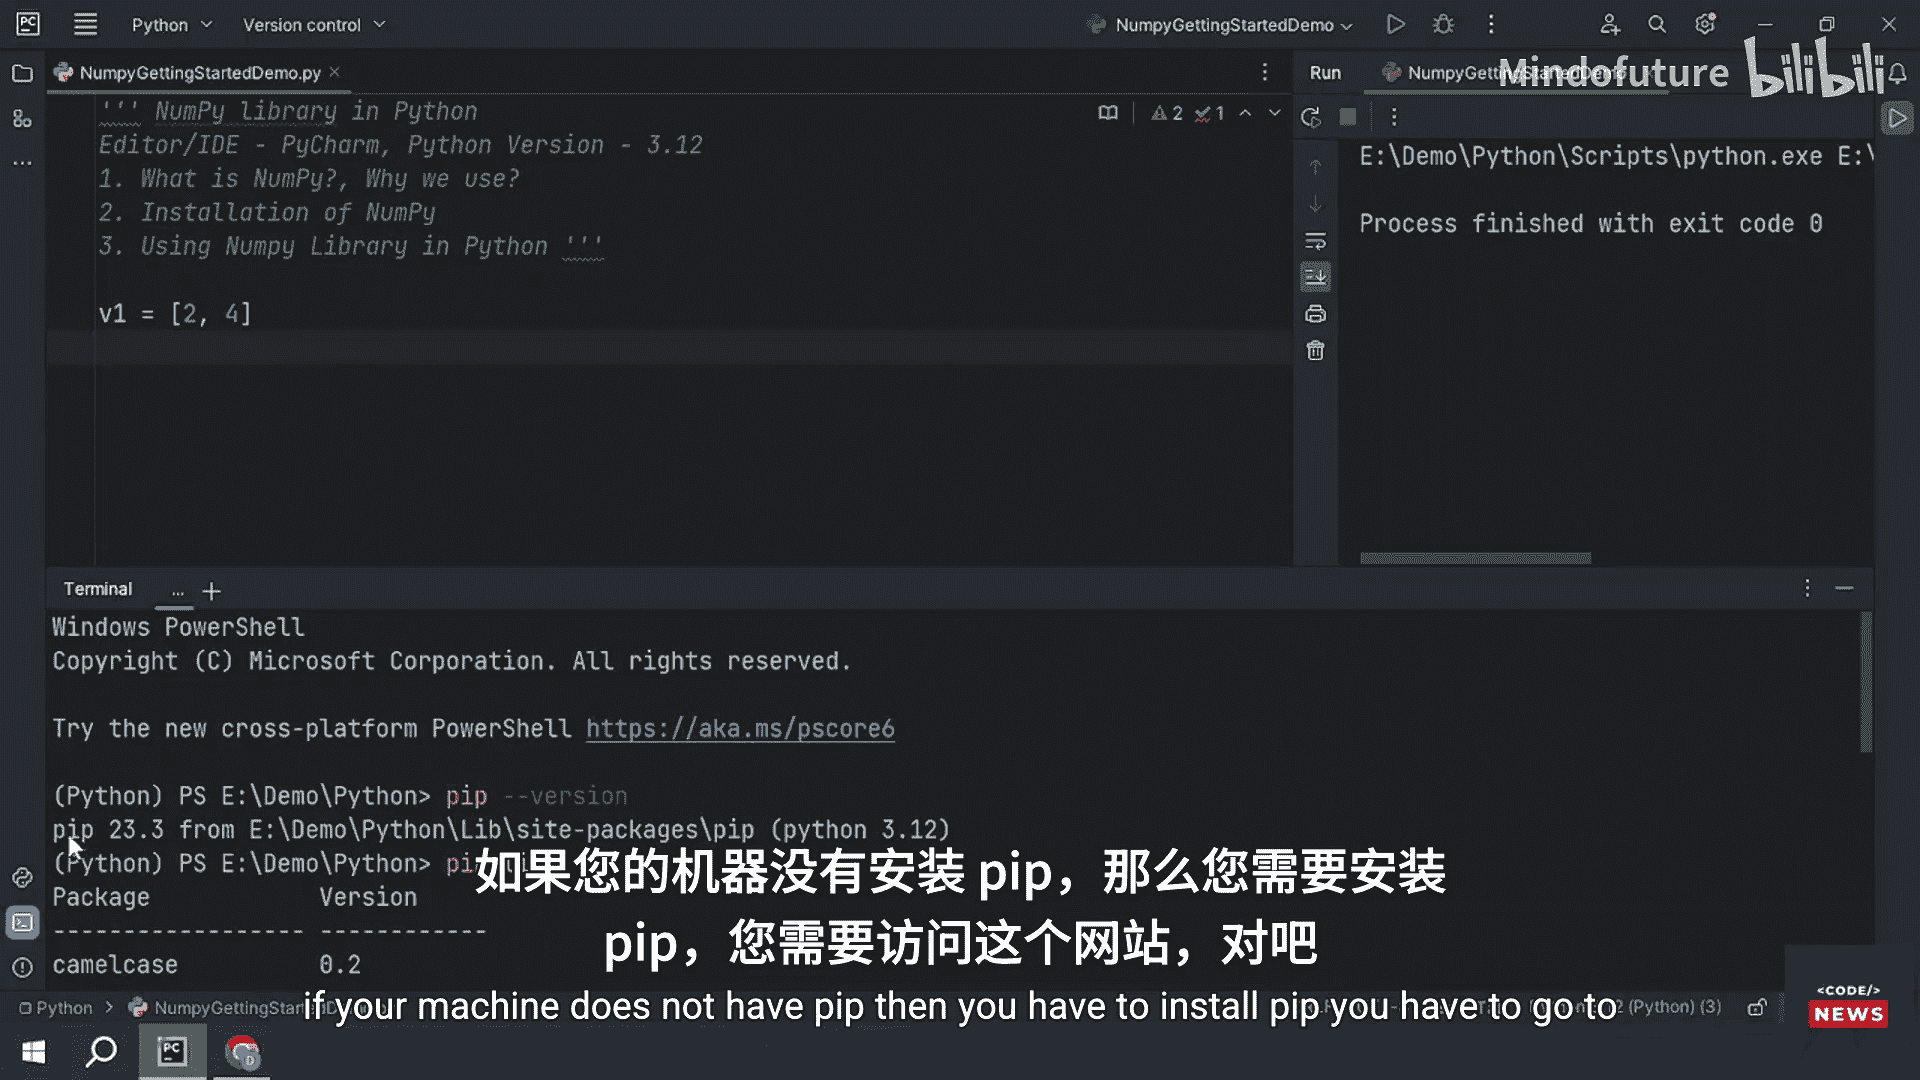 Python
Version control
NumpyGettingStartedDemo
NumpyGettingStartedDemo.py
Run
Mindofuture
bilibili
''' NumPy library in Python
Editor/IDE - PyCharm, Python Version - 3.12
1. What is NumPy?, Why we use?
2. Installation of NumPy
3. Using Numpy Library in Python '''
v1 = [2, 4]
2
1
E:\Demo\Python\Scripts\python.exe E:\
Process finished with exit code 0
Terminal
Windows PowerShell
Copyright (C) Microsoft Corporation. All rights reserved.
Try the new cross-platform PowerShell https://aka.ms/pscore6
(Python) PS E:\Demo\Python> pip --version
pip 23.3 from E:\Demo\Python\Lib\site-packages\pip (python 3.12)
(Python) PS E:\Demo\Python>
Package Version
------------------ ------------
camelcase 0.2
如果您的机器没有安装 pip，那么您需要安装
pip，您需要访问这个网站，对吧
if your machine does not have pip then you have to install pip you have to go to
Python
(Python) (3)
<CODE/>
NEWS